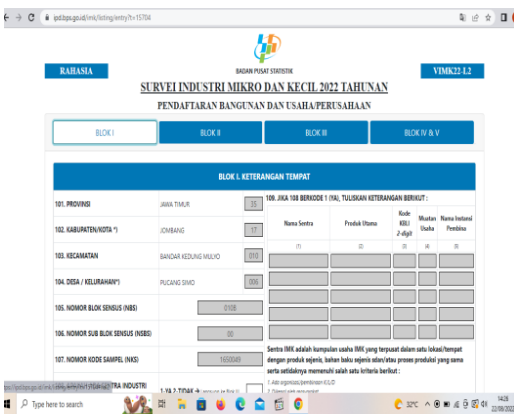 ipd.bps.go.id/imk/listing/entry?t=15704
BADAN PUSAT STATISTIK
RAHASIA
VIMK22-L2
SURVEI INDUSTRI MIKRO DAN KECIL 2022 TAHUNAN
PENDAFTARAN BANGUNAN DAN USAHA/PERUSAHAAN
BLOK I
BLOK II
BLOK III
BLOK IV & V
BLOK I. KETERANGAN TEMPAT
101. PROVINSI
JAWA TIMUR
35
102. KABUPATEN/KOTA *)
JOMBANG
17
103. KECAMATAN
BANDAR KEDUNG MULYO
010
104. DESA / KELURAHAN*)
PUCANG SIMO
006
105. NOMOR BLOK SENSUS (NBS)
010B
106. NOMOR SUB BLOK SENSUS (NSBS)
00
107. NOMOR KODE SAMPEL (NKS)
1650049
109. JIKA 108 BERKODE 1 (YA), TULISKAN KETERANGAN BERIKUT :
Nama Sentra
Produk Utama
Kode KBLI 2-digit
Muatan Usaha
Nama Instansi Pembina
(1)
(2)
(3)
(4)
(5)
Sentra IMK adalah kumpulan usaha IMK yang terpusat dalam satu lokasi/tempat
dengan produk sejenis, bahan baku sejenis dan/atau proses produksi yang sama
serta setidaknya memenuhi salah satu kriteria berikut :
Type here to search
32°C
14:28
22/08/2022